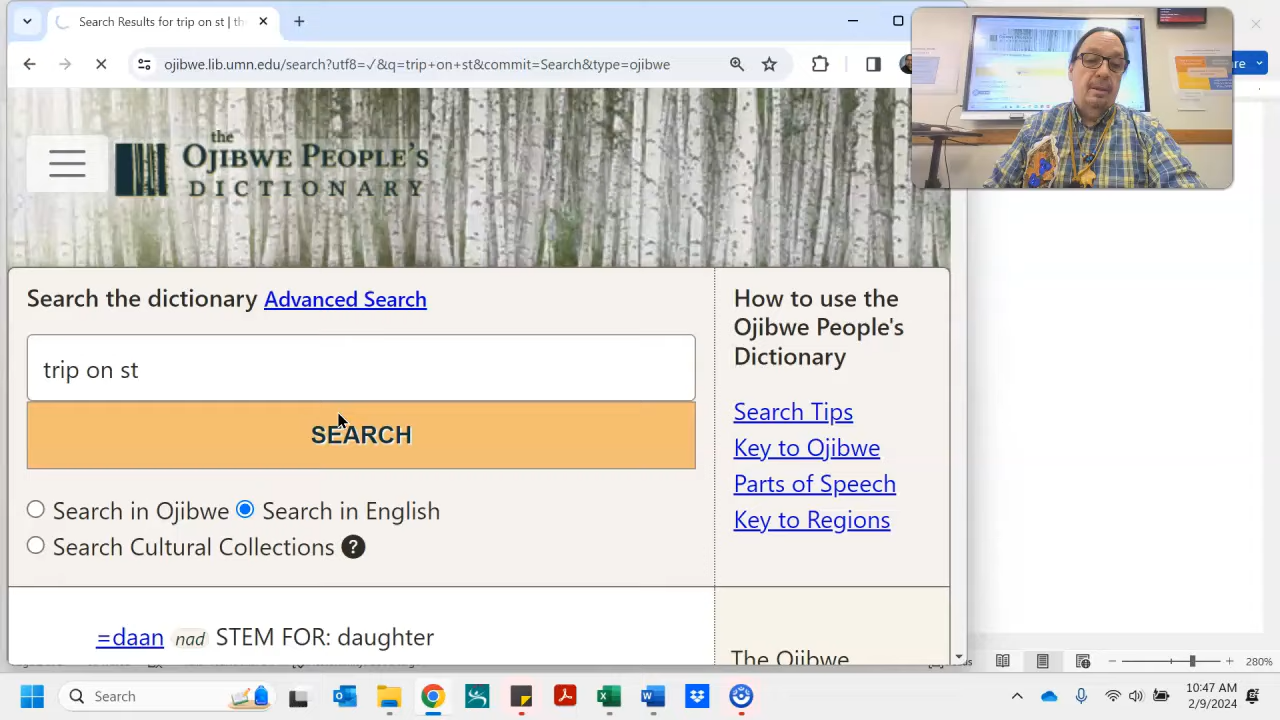 Search Results for trip on st | th
ojibwe.lib.umn.edu/search?utf8=✓&q=trip+on+st&commit=Search&type=ojibwe
the
OJIBWE PEOPLE'S
DICTIONARY
Search the dictionary Advanced Search
trip on st
SEARCH
Search in Ojibwe Search in English
Search Cultural Collections ?
How to use the
Ojibwe People's
Dictionary
Search Tips
Key to Ojibwe
Parts of Speech
Key to Regions
=daan nad STEM FOR: daughter
The Ojibwe
280%
Search
10:47 AM
2/9/2024